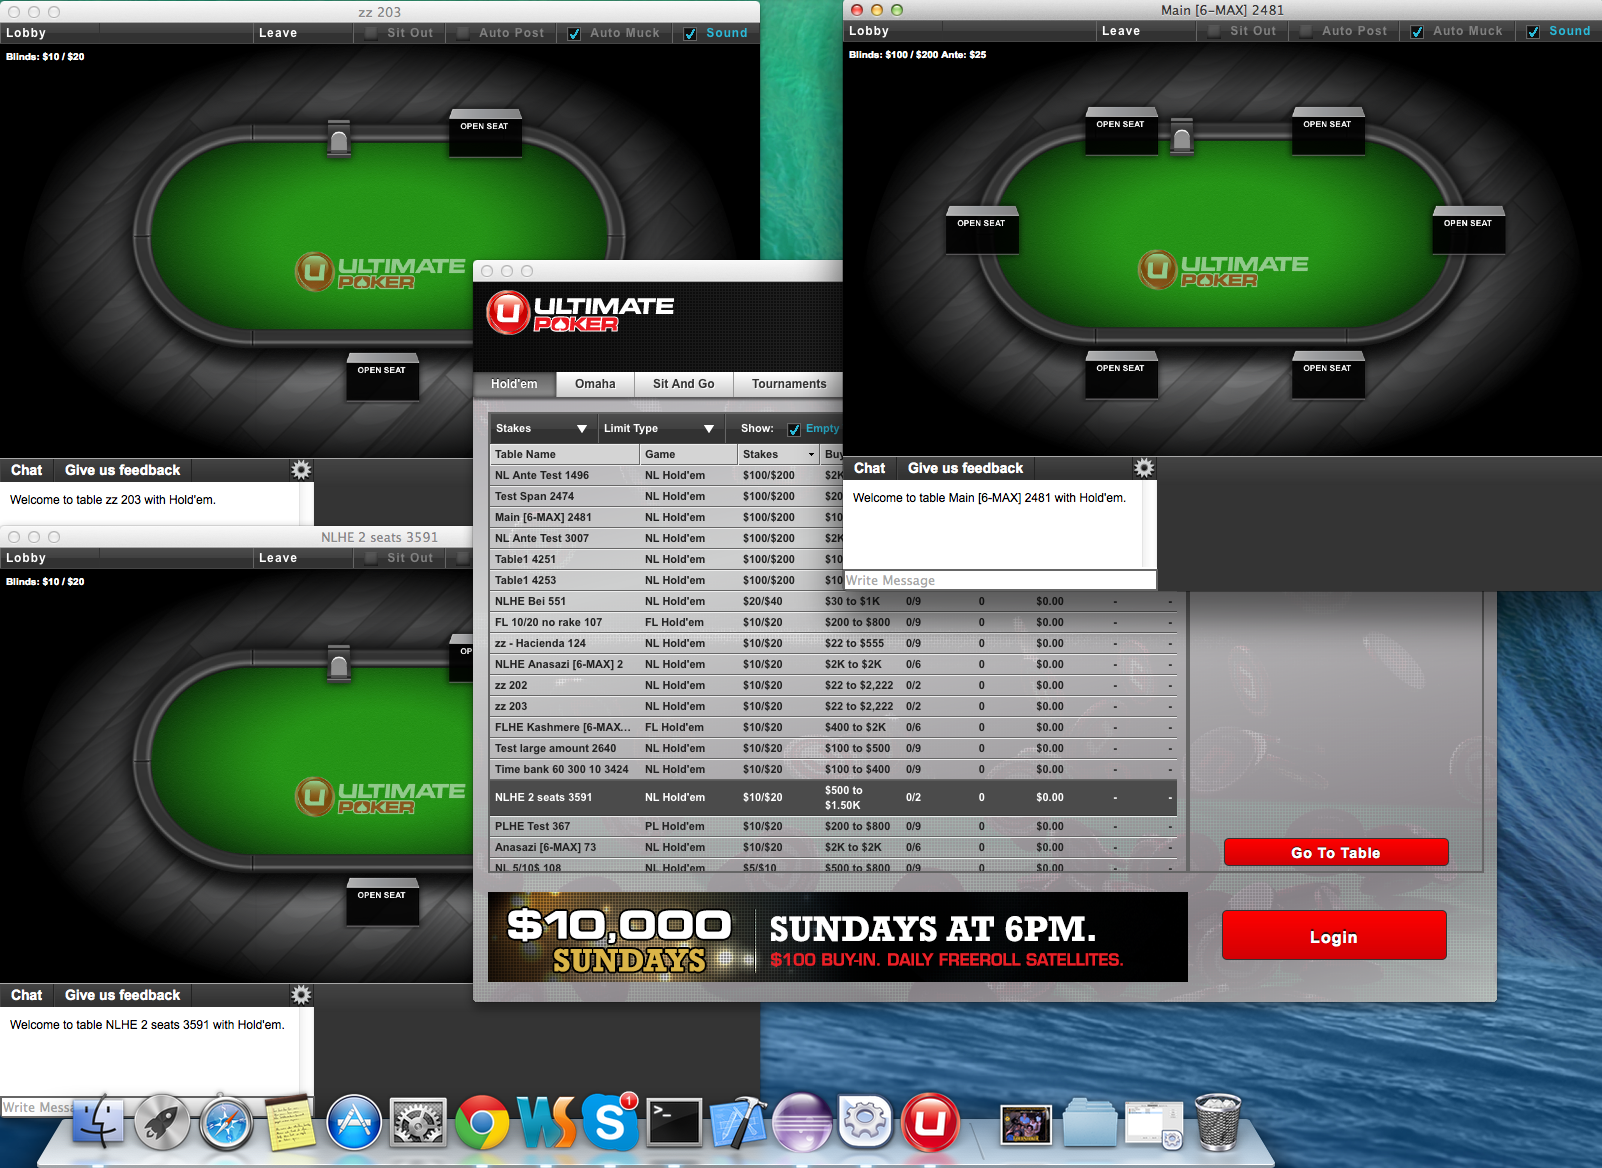 zz 203
Lobby Leave Sit Out Auto Post Auto Muck Sound
Blinds: $10 / $20
OPEN SEAT
ULTIMATE
POKER
OPEN SEAT
Chat Give us feedback
Welcome to table zz 203 with Hold'em.
Main [6-MAX] 2481
Lobby Leave Sit Out Auto Post Auto Muck Sound
Blinds: $100 / $200 Ante: $25
OPEN SEAT OPEN SEAT
OPEN SEAT OPEN SEAT
ULTIMATE
POKER
OPEN SEAT OPEN SEAT
Chat Give us feedback
Welcome to table Main [6-MAX] 2481 with Hold'em.
Write Message
NLHE 2 seats 3591
Lobby Leave Sit Out
Blinds: $10 / $20
OP
ULTIMATE
POKER
OPEN SEAT
Chat Give us feedback
Welcome to table NLHE 2 seats 3591 with Hold'em.
Write Messa
ULTIMATE
POKER
Hold'em Omaha Sit And Go Tournaments
Stakes Limit Type Show: Empty
Table Name Game Stakes Buy
NL Ante Test 1496 NL Hold'em $100/$200 $2K
Test Span 2474 NL Hold'em $100/$200 $20
Main [6-MAX] 2481 NL Hold'em $100/$200 $10
NL Ante Test 3007 NL Hold'em $100/$200 $2K
Table1 4251 NL Hold'em $100/$200 $10
Table1 4253 NL Hold'em $100/$200 $10
NLHE Bei 551 NL Hold'em $20/$40 $30 to $1K 0/9 0 $0.00 - -
FL 10/20 no rake 107 FL Hold'em $10/$20 $200 to $800 0/9 0 $0.00 - -
zz - Hacienda 124 NL Hold'em $10/$20 $22 to $555 0/9 0 $0.00 - -
NLHE Anasazi [6-MAX] 2 NL Hold'em $10/$20 $2K to $2K 0/6 0 $0.00 - -
zz 202 NL Hold'em $10/$20 $22 to $2,222 0/2 0 $0.00 - -
zz 203 NL Hold'em $10/$20 $22 to $2,222 0/2 0 $0.00 - -
FLHE Kashmere [6-MAX... FL Hold'em $10/$20 $400 to $2K 0/6 0 $0.00 - -
Test large amount 2640 NL Hold'em $10/$20 $100 to $500 0/9 0 $0.00 - -
Time bank 60 300 10 3424 NL Hold'em $10/$20 $100 to $400 0/9 0 $0.00 - -
NLHE 2 seats 3591 NL Hold'em $10/$20 $500 to $1.50K 0/2 0 $0.00 - -
PLHE Test 367 PL Hold'em $10/$20 $200 to $800 0/9 0 $0.00 - -
Anasazi [6-MAX] 73 NL Hold'em $10/$20 $2K to $2K 0/6 0 $0.00 - -
NL 5/10$ 108 NL Hold'em $5/$10 $500 to $800 0/9 0 $0.00 - -
Go To Table
Login
$10,000
SUNDAYS
SUNDAYS AT 6PM.
$100 BUY-IN. DAILY FREEROLL SATELLITES.
1